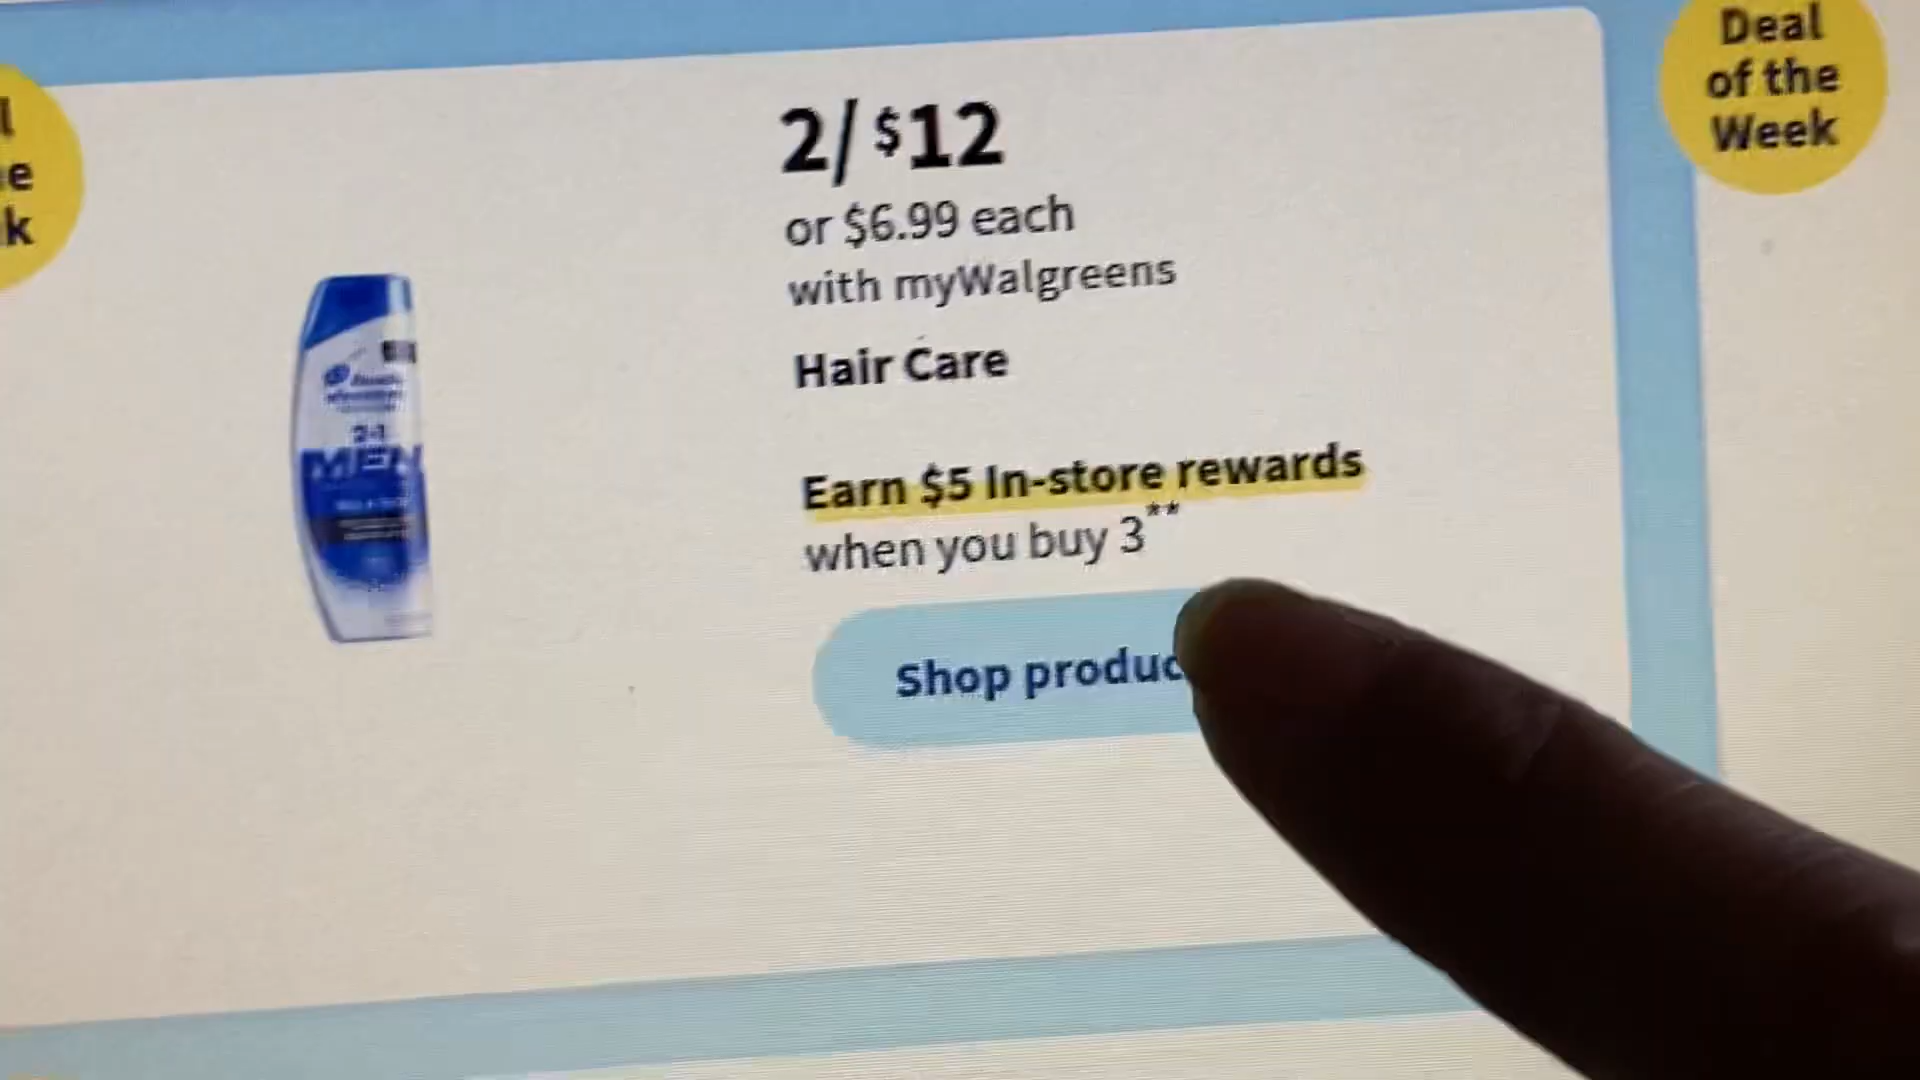 Deal
of the
Week
2/ $12
or $6.99 each
with myWalgreens
Hair Care
Earn $5 In-store rewards
when you buy 3**
Shop produc
MEN